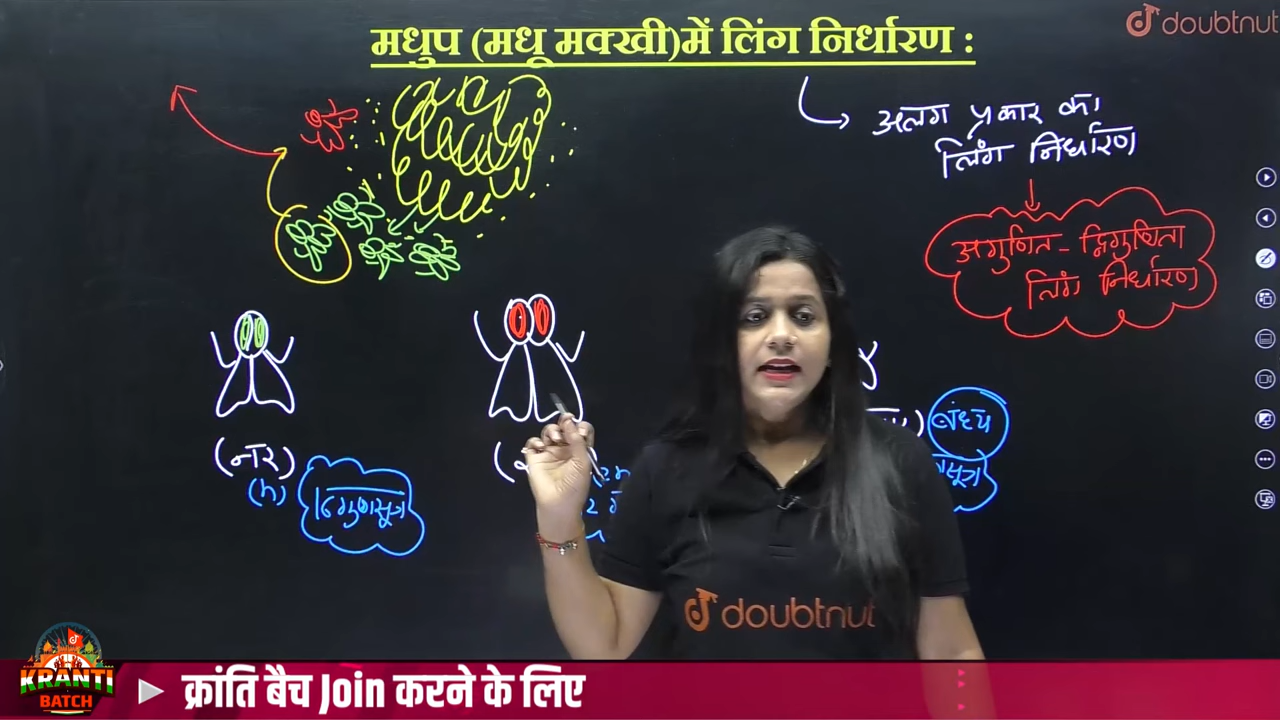 मधुप (मधू मक्खी)में लिंग निर्धारण :
doubtnut
अलग प्रकार का
लिंग निर्धारण
अगुणित - द्विगुणिता
लिंग निर्धारण
(नर)
(n)
बंध्य
doubtnut
KRANTI
BATCH
क्रांति बैच Join करने के लिए